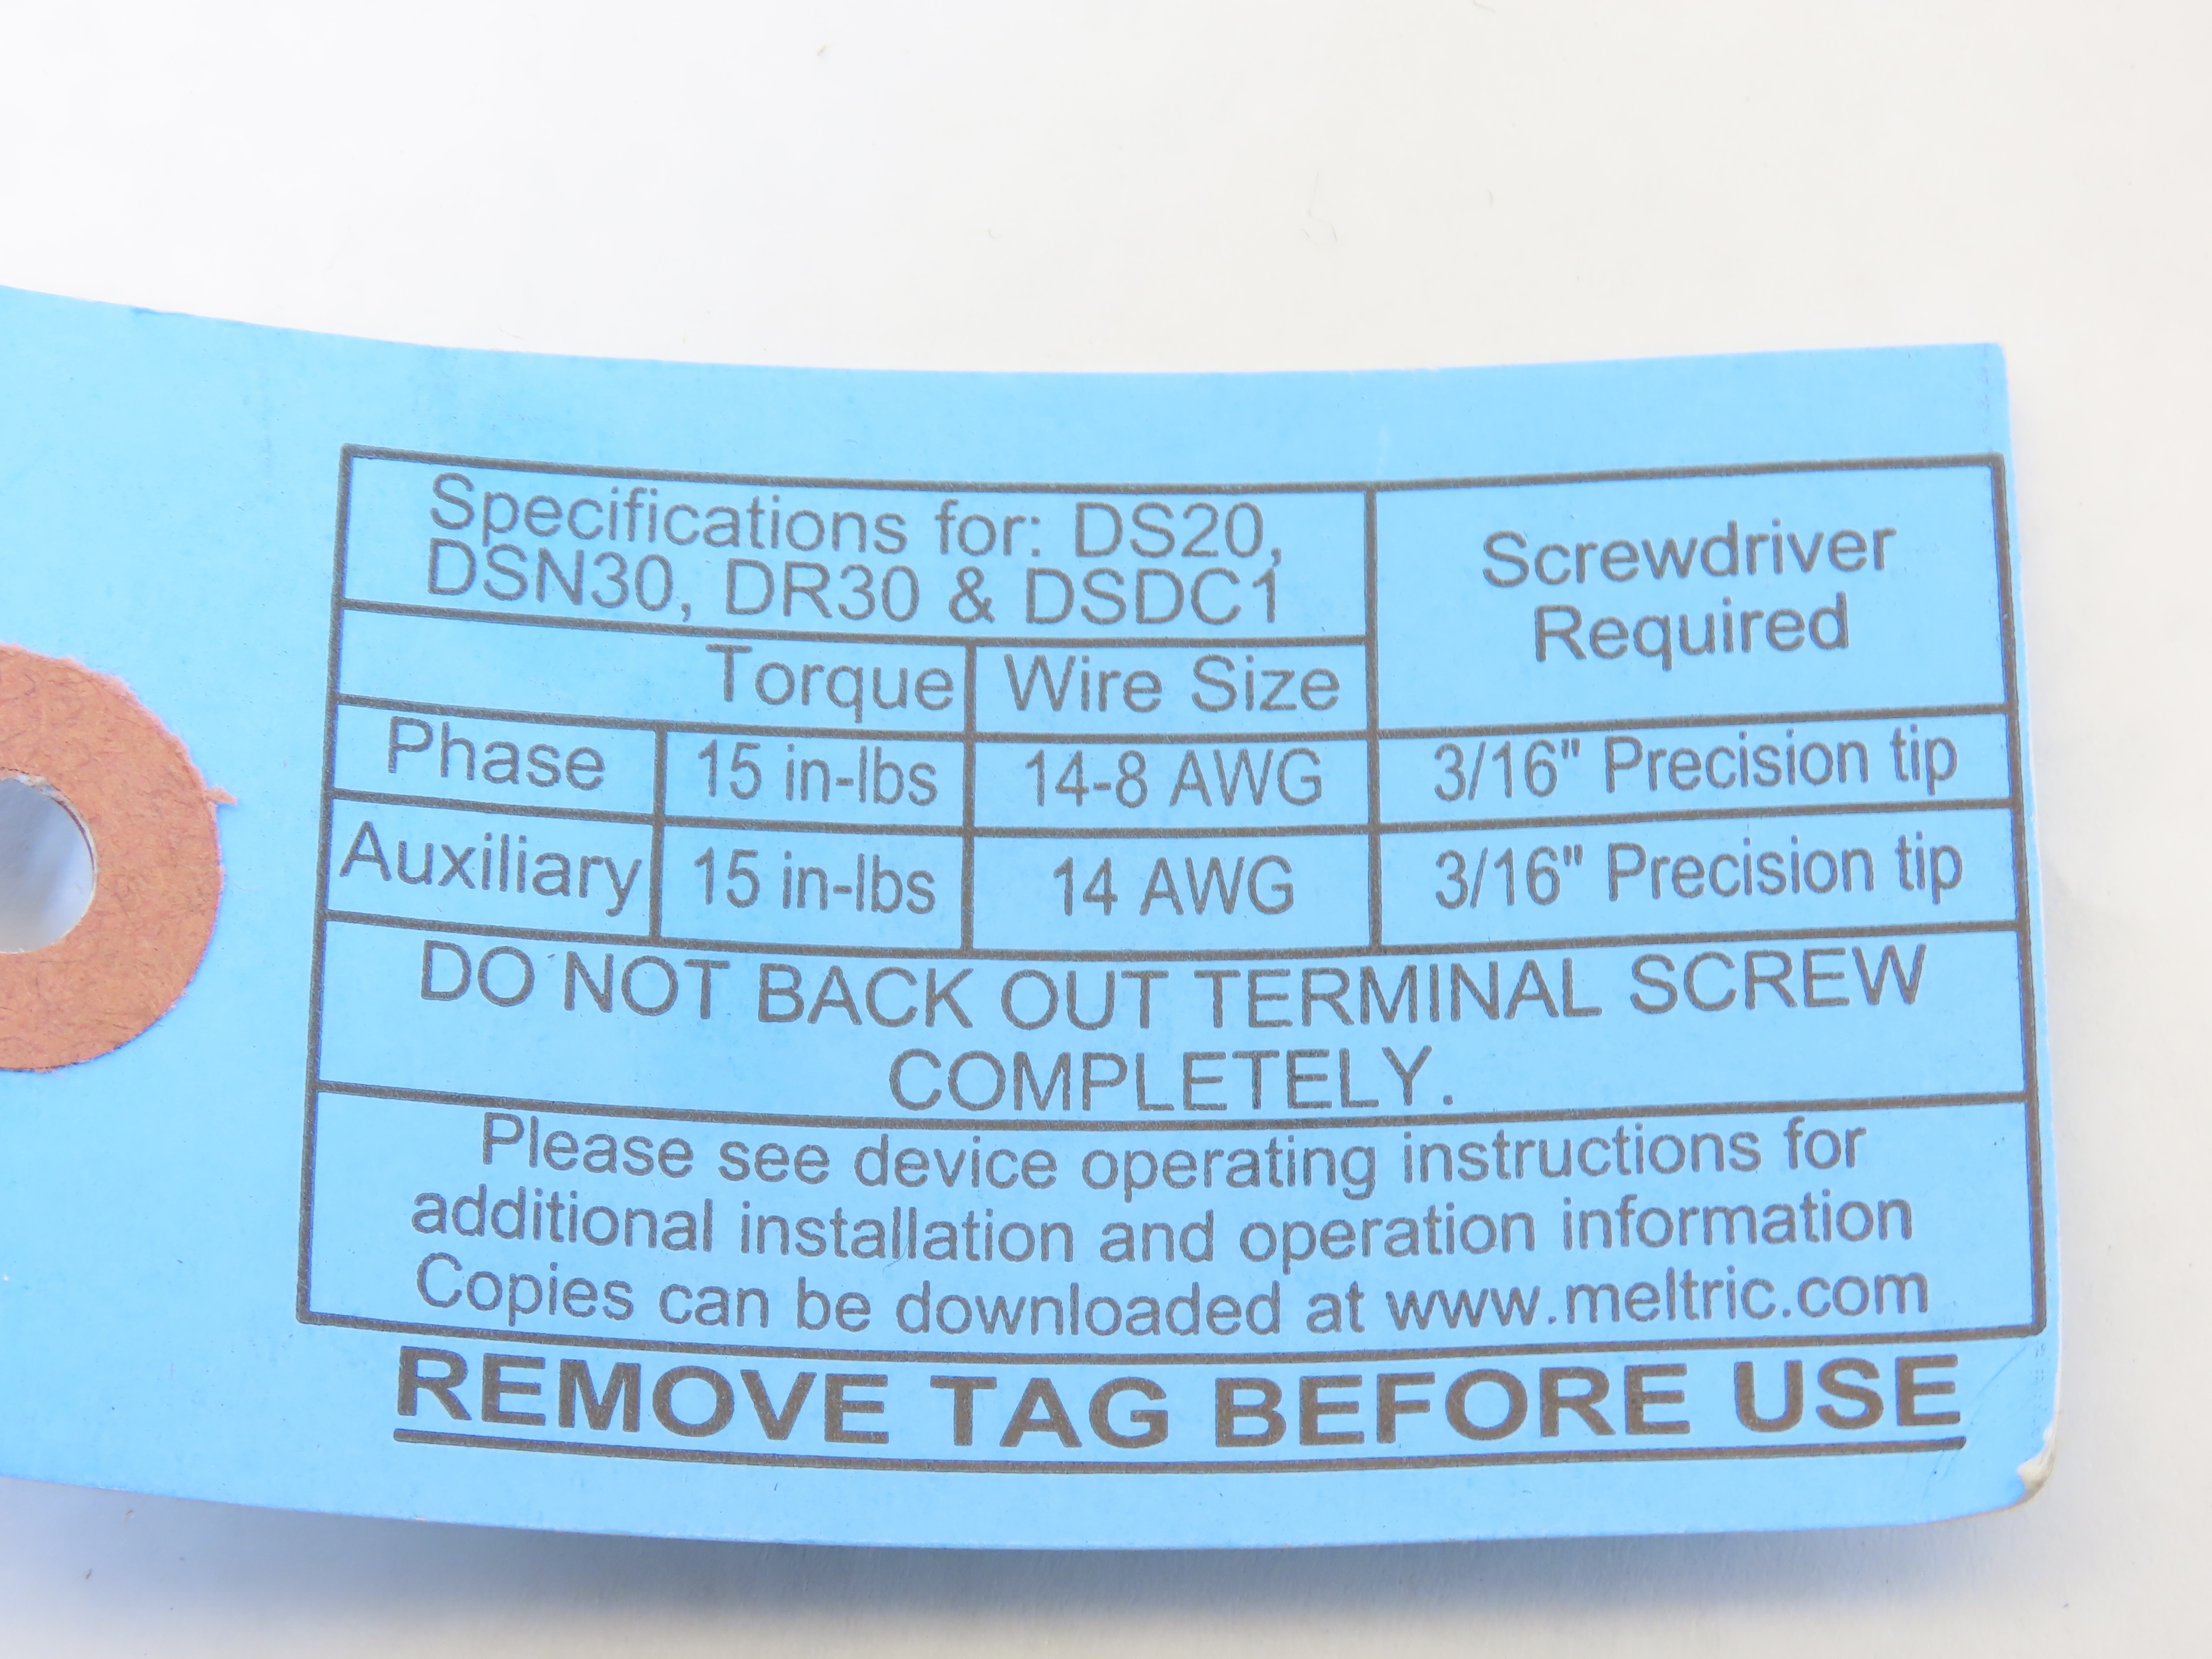 Specifications for: DS20,
DSN30, DR30 & DSDC1
Screwdriver
Required
Torque Wire Size
Phase 15 in-lbs 14-8 AWG 3/16" Precision tip
Auxiliary 15 in-lbs 14 AWG 3/16" Precision tip
DO NOT BACK OUT TERMINAL SCREW
COMPLETELY.
Please see device operating instructions for
additional installation and operation information
Copies can be downloaded at www.meltric.com
REMOVE TAG BEFORE USE